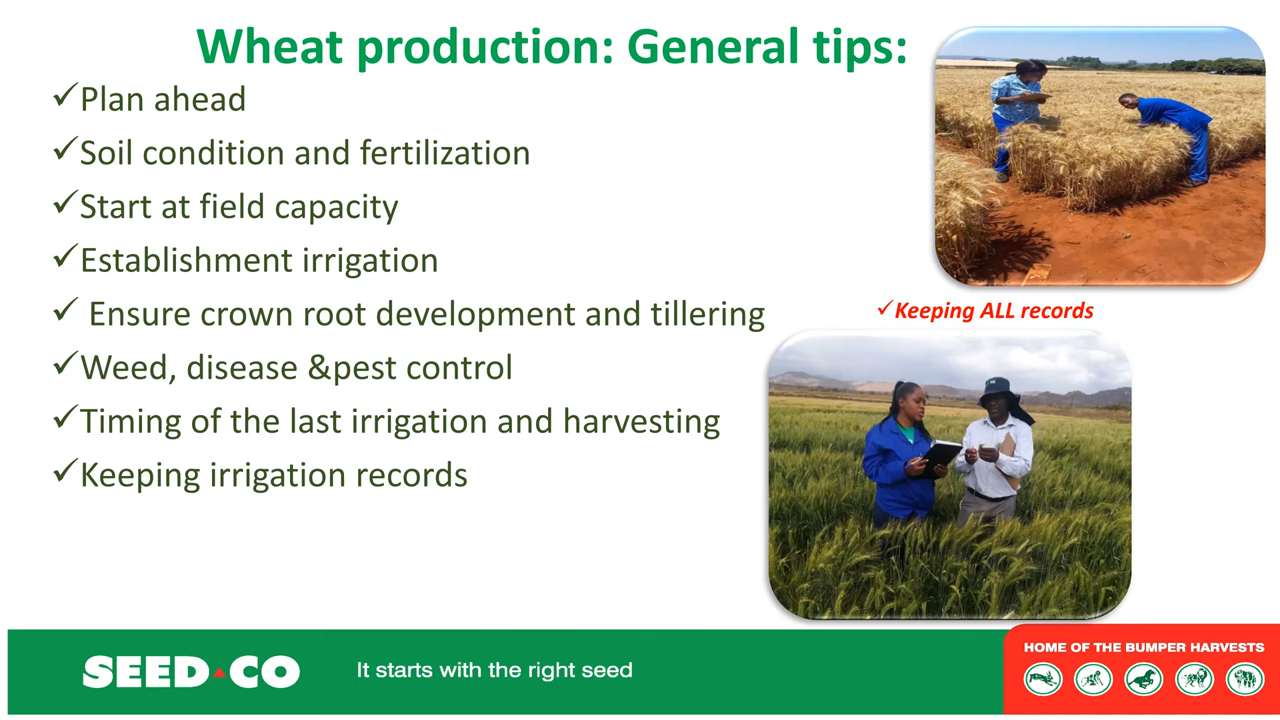 Wheat production: General tips:
✓Plan ahead
✓Soil condition and fertilization
✓Start at field capacity
✓Establishment irrigation
✓ Ensure crown root development and tillering
✓Weed, disease &pest control
✓Timing of the last irrigation and harvesting
✓Keeping irrigation records
✓Keeping ALL records
SEED CO
It starts with the right seed
HOME OF THE BUMPER HARVESTS